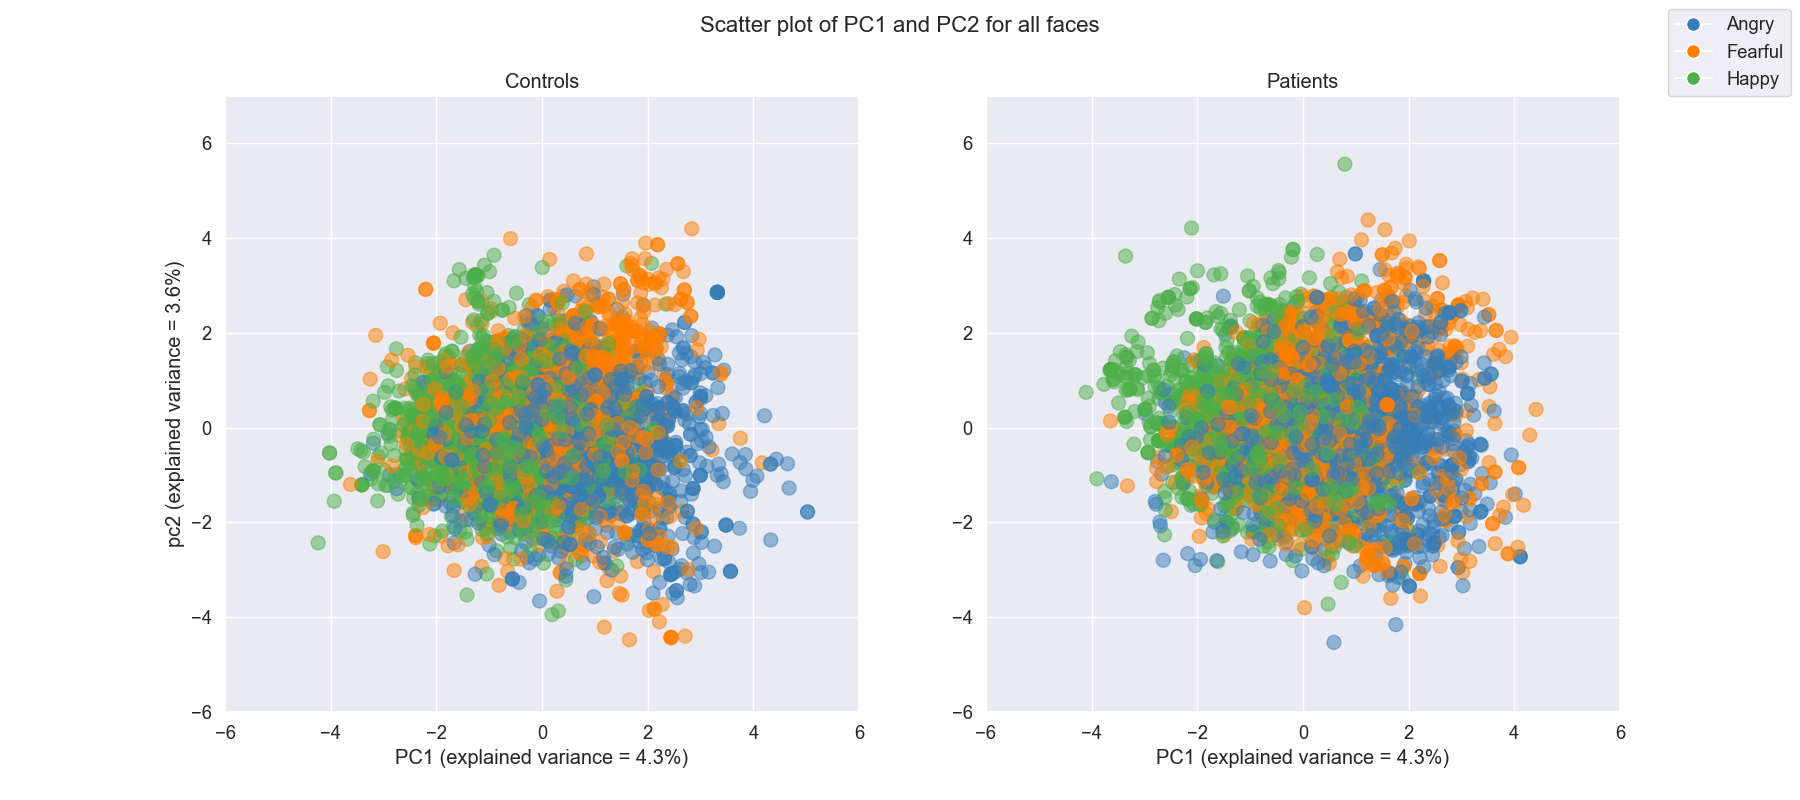 Scatter plot of PC1 and PC2 for all faces
Angry
Fearful
Happy
Controls
Patients
6
4
2
0
−2
−4
−6
6
4
2
0
−2
−4
−6
pc2 (explained variance = 3.6%)
−6 −4 −2 0 2 4 6
−6 −4 −2 0 2 4 6
PC1 (explained variance = 4.3%)
PC1 (explained variance = 4.3%)